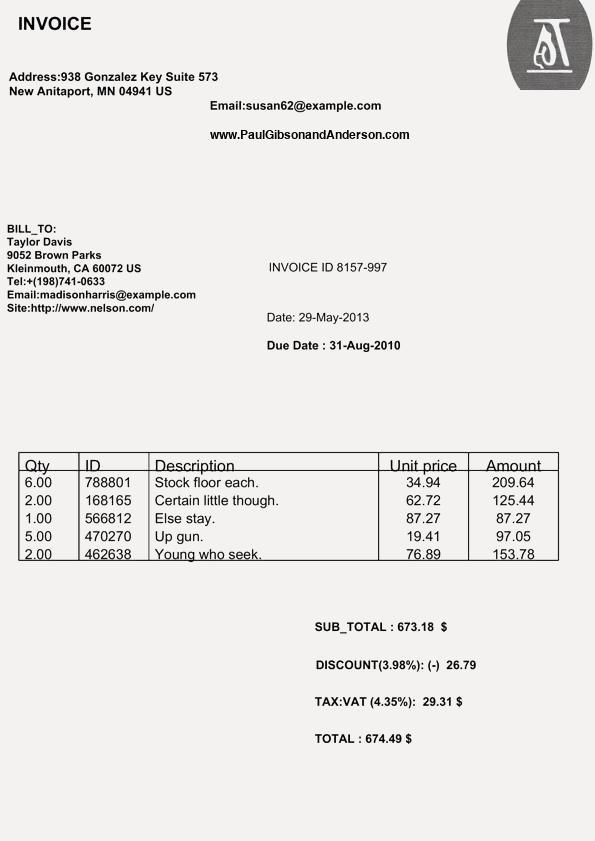 INVOICE
Address:938 Gonzalez Key Suite 573
New Anitaport, MN 04941 US
Email:susan62@example.com
www.PaulGibsonandAnderson.com
BILL_TO:
Taylor Davis
9052 Brown Parks
Kleinmouth, CA 60072 US
Tel:+(198)741-0633
Email:madisonharris@example.com
Site:http://www.nelson.com/
INVOICE ID 8157-997
Date: 29-May-2013
Due Date : 31-Aug-2010
Qty ID Description Unit price Amount
6.00 788801 Stock floor each. 34.94 209.64
2.00 168165 Certain little though. 62.72 125.44
1.00 566812 Else stay. 87.27 87.27
5.00 470270 Up gun. 19.41 97.05
2.00 462638 Young who seek. 76.89 153.78
SUB_TOTAL : 673.18 $
DISCOUNT(3.98%): (-) 26.79
TAX:VAT (4.35%): 29.31 $
TOTAL : 674.49 $